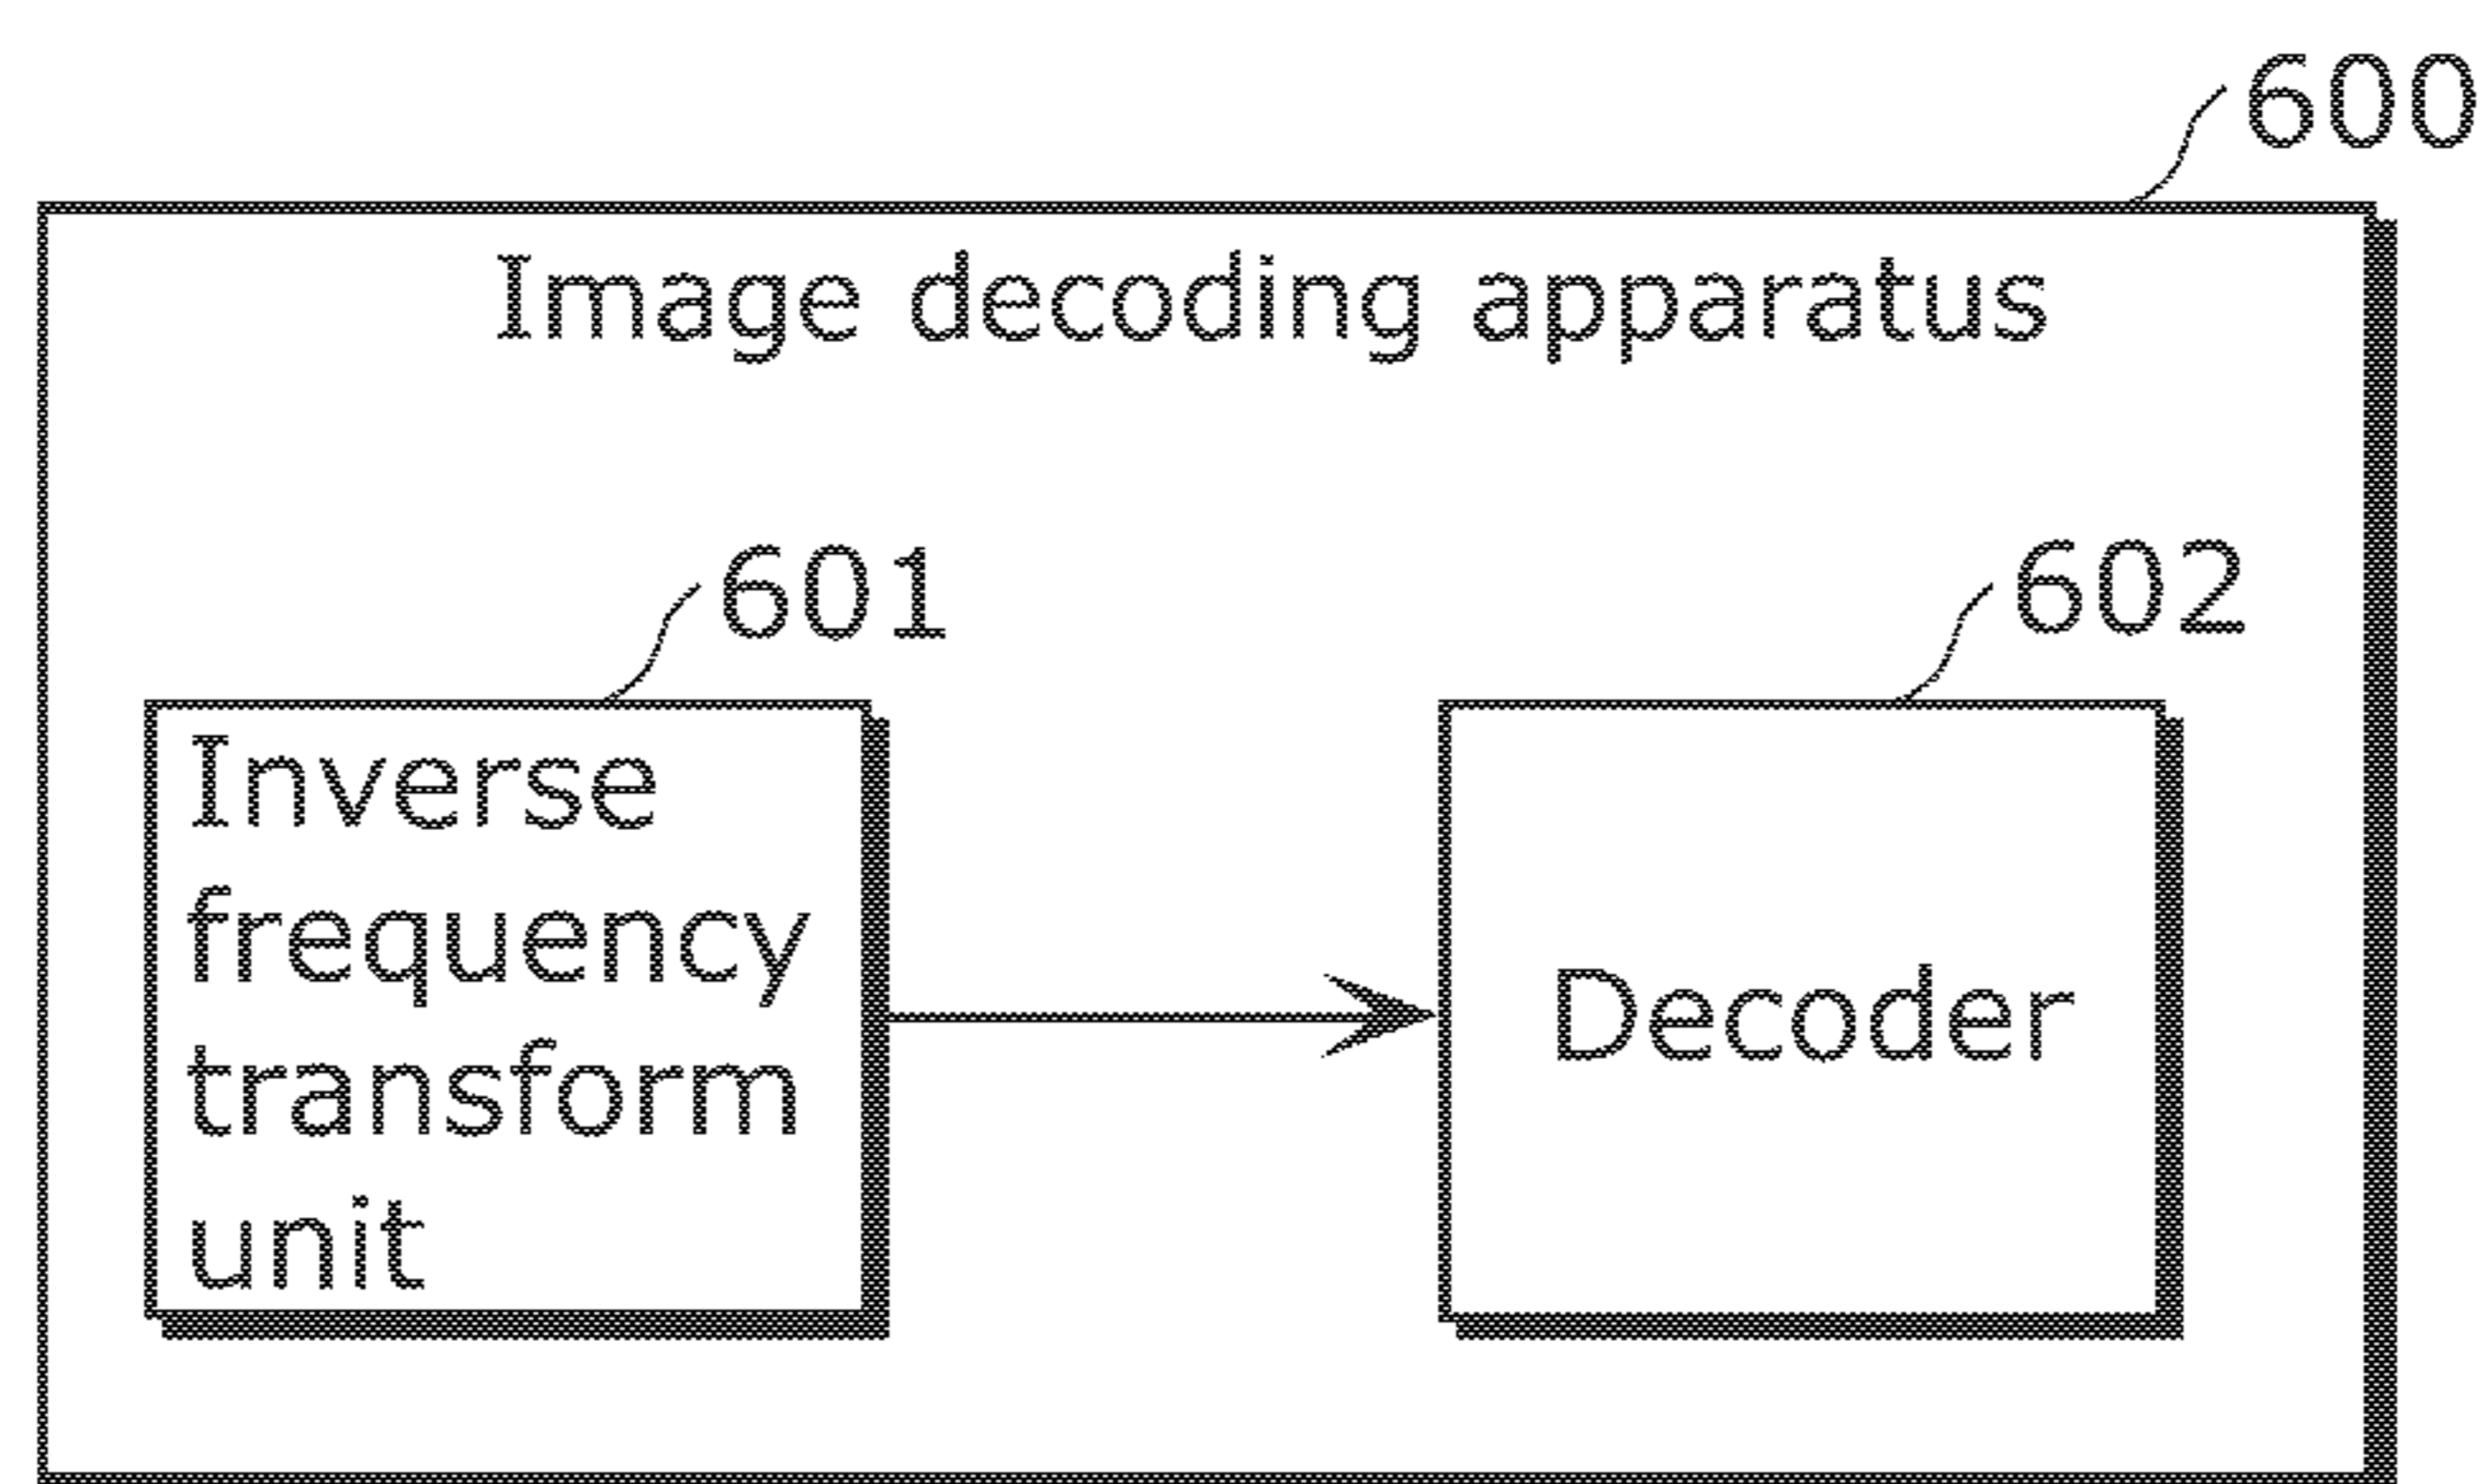 600
Image decoding apparatus
601
602
Inverse
frequency
transform
unit
Decoder